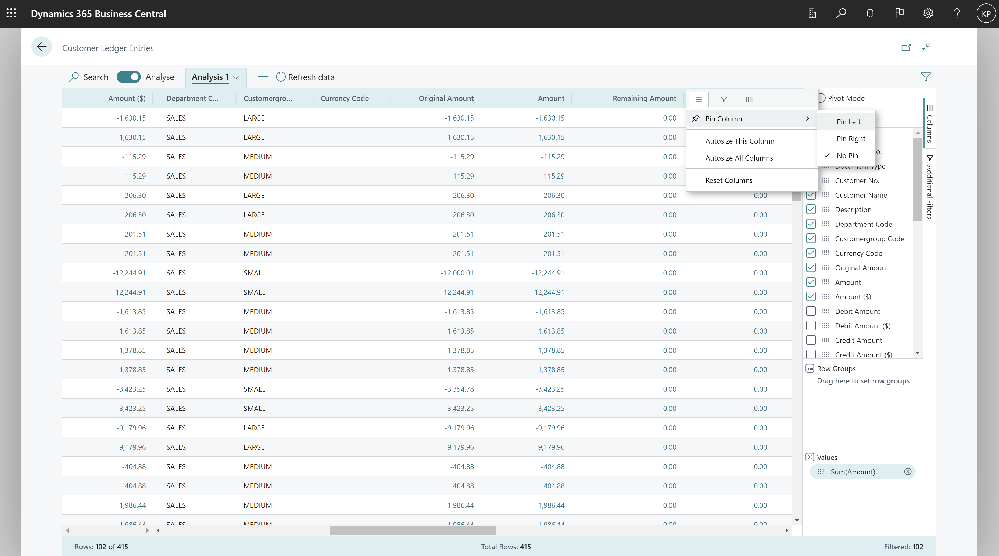 Dynamics 365 Business Central
KP
Customer Ledger Entries
Search Analyse Analysis 1 Refresh data
Amount ($) Department C... Customergro... Currency Code Original Amount Amount Remaining Amount
-1,630.15 SALES LARGE -1,630.15 -1,630.15 0.00
1,630.15 SALES LARGE 1,630.15 1,630.15 0.00
-115.29 SALES MEDIUM -115.29 -115.29 0.00
115.29 SALES MEDIUM 115.29 115.29 0.00
-206.30 SALES LARGE -206.30 -206.30 0.00 0.00
206.30 SALES LARGE 206.30 206.30 0.00 0.00
-201.51 SALES MEDIUM -201.51 -201.51 0.00 0.00
201.51 SALES MEDIUM 201.51 201.51 0.00 0.00
-12,244.91 SALES SMALL -12,000.01 -12,244.91 0.00 0.00
12,244.91 SALES SMALL 12,244.91 12,244.91 0.00 0.00
-1,613.85 SALES MEDIUM -1,613.85 -1,613.85 0.00 0.00
1,613.85 SALES MEDIUM 1,613.85 1,613.85 0.00 0.00
-1,378.85 SALES MEDIUM -1,378.85 -1,378.85 0.00 0.00
1,378.85 SALES MEDIUM 1,378.85 1,378.85 0.00 0.00
-3,423.25 SALES SMALL -3,354.78 -3,423.25 0.00 0.00
3,423.25 SALES SMALL 3,423.25 3,423.25 0.00 0.00
-9,179.96 SALES LARGE -9,179.96 -9,179.96 0.00 0.00
9,179.96 SALES LARGE 9,179.96 9,179.96 0.00 0.00
-404.88 SALES MEDIUM -404.88 -404.88 0.00 0.00
404.88 SALES MEDIUM 404.88 404.88 0.00 0.00
-1,986.44 SALES MEDIUM -1,986.44 -1,986.44 0.00 0.00
1,986.44 SALES MEDIUM 1,986.44 1,986.44 0.00 0.00
Pin Column
Autosize This Column
Autosize All Columns
Reset Columns
Pin Left
Pin Right
No Pin
Pivot Mode
o.
Document Type
Customer No.
Customer Name
Description
Department Code
Customergroup Code
Currency Code
Original Amount
Amount
Amount ($)
Debit Amount
Debit Amount ($)
Credit Amount
Credit Amount ($)
Row Groups
Drag here to set row groups
Values
Sum(Amount)
Columns
Additional Filters
Rows: 102 of 415 Total Rows: 415 Filtered: 102